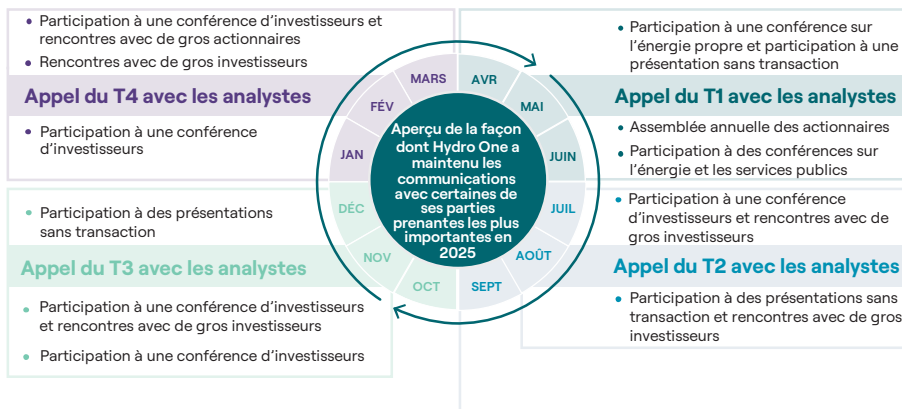 • Participation à une conférence d’investisseurs et
rencontres avec de gros actionnaires
• Rencontres avec de gros investisseurs
Appel du T4 avec les analystes
• Participation à une conférence
d’investisseurs
• Participation à des présentations
sans transaction
Appel du T3 avec les analystes
• Participation à une conférence d’investisseurs
et rencontres avec de gros investisseurs
• Participation à une conférence d’investisseurs
JAN
FÉV
MARS
AVR
MAI
JUIN
JUIL
AOÛT
SEPT
OCT
NOV
DÉC
Aperçu de la façon
dont Hydro One a
maintenu les
communications
avec certaines de
ses parties
prenantes les plus
importantes en
2025
• Participation à une conférence sur
l’énergie propre et participation à une
présentation sans transaction
Appel du T1 avec les analystes
• Assemblée annuelle des actionnaires
• Participation à des conférences sur
l’énergie et les services publics
• Participation à une conférence
d’investisseurs et rencontres avec de
gros investisseurs
Appel du T2 avec les analystes
• Participation à des présentations sans
transaction et rencontres avec de gros
investisseurs